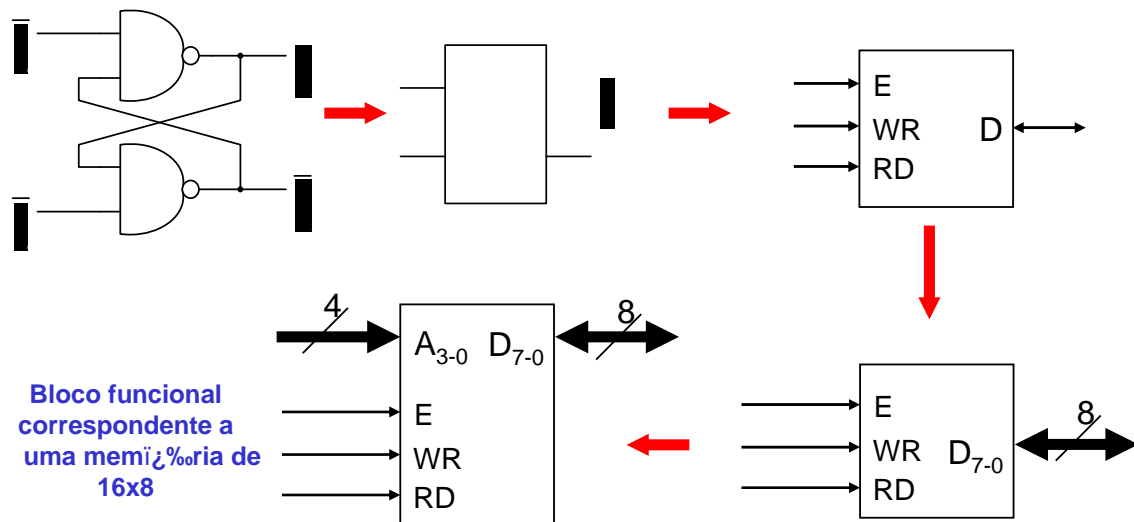 E
WR
D
RD
4
8
A3-0
D7-0
E
WR
RD
E
8
WR
D7-0
RD
Bloco funcional
correspondente a
uma memï¿‰ria de
16x8